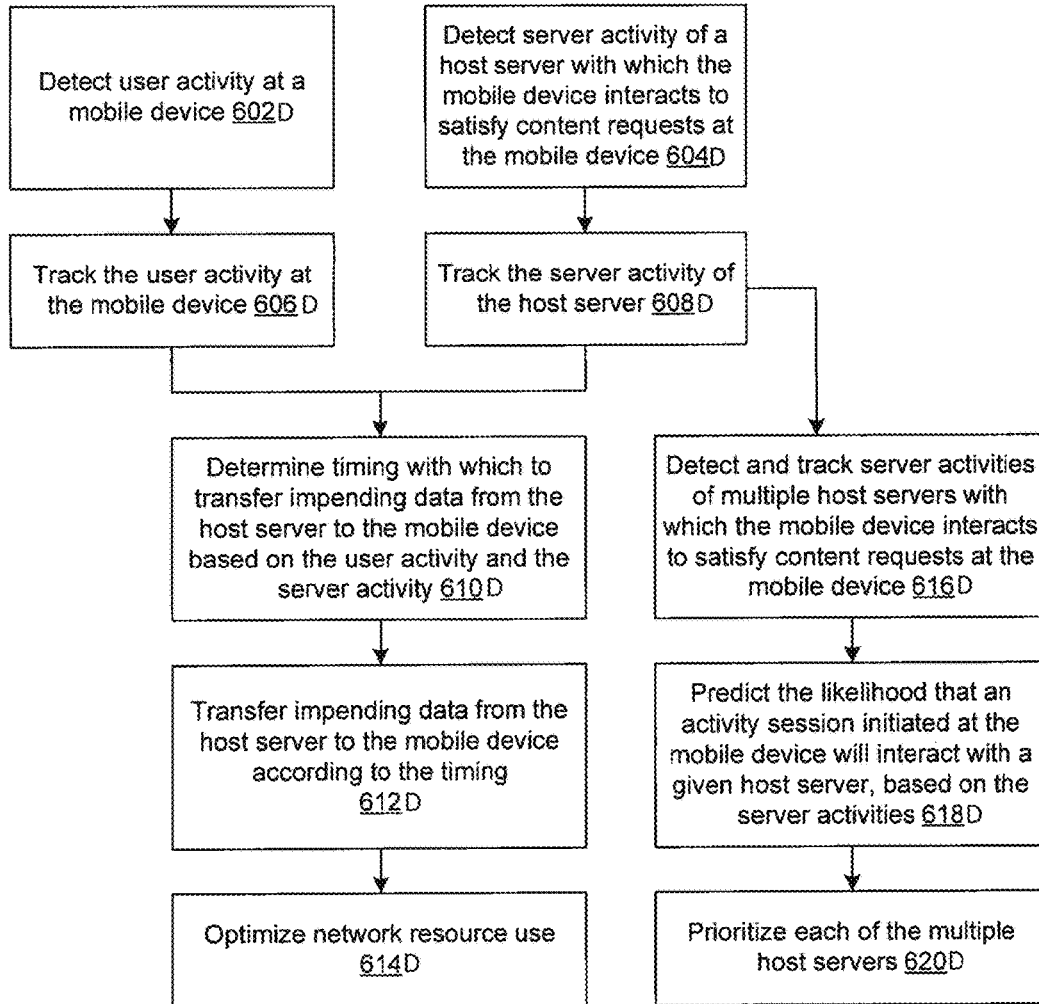 Detect user activity at a
mobile device 602D
Detect server activity of a
host server with which the
mobile device interacts to
satisfy content requests at
the mobile device 604D
Track the user activity at
the mobile device 606D
Track the server activity of
the host server 608D
Determine timing with which to
transfer impending data from the
host server to the mobile device
based on the user activity and the
server activity 610D
Detect and track server activities
of multiple host servers with
which the mobile device interacts
to satisfy content requests at the
mobile device 616D
Transfer impending data from the
host server to the mobile device
according to the timing
612D
Predict the likelihood that an
activity session initiated at the
mobile device will interact with a
given host server, based on the
server activities 618D
Optimize network resource use
614D
Prioritize each of the multiple
host servers 620D